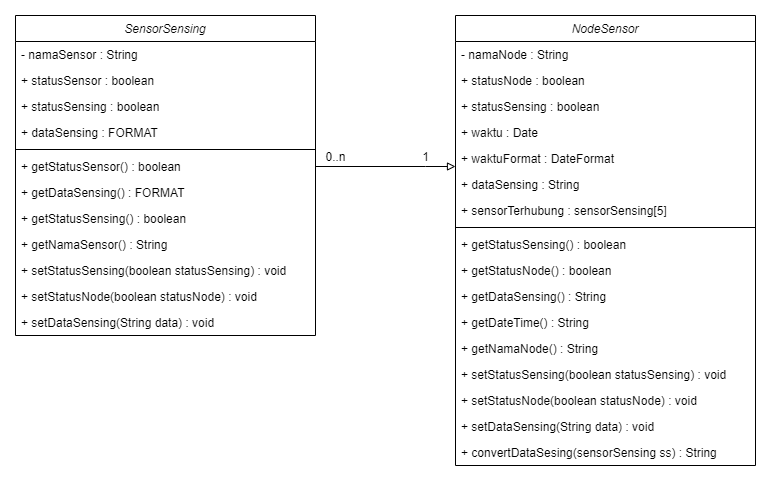 SensorSensing
- namaSensor : String
+ statusSensor : boolean
+ statusSensing : boolean
+ dataSensing : FORMAT
+ getStatusSensor() : boolean
+ getDataSensing() : FORMAT
+ getStatusSensing() : boolean
+ getNamaSensor() : String
+ setStatusSensing(boolean statusSensing) : void
+ setStatusNode(boolean statusNode) : void
+ setDataSensing(String data) : void
0..n
1
NodeSensor
- namaNode : String
+ statusNode : boolean
+ statusSensing : boolean
+ waktu : Date
+ waktuFormat : DateFormat
+ dataSensing : String
+ sensorTerhubung : sensorSensing[5]
+ getStatusSensing() : boolean
+ getStatusNode() : boolean
+ getDataSensing() : String
+ getDateTime() : String
+ getNamaNode() : String
+ setStatusSensing(boolean statusSensing) : void
+ setStatusNode(boolean statusNode) : void
+ setDataSensing(String data) : void
+ convertDataSesing(sensorSensing ss) : String